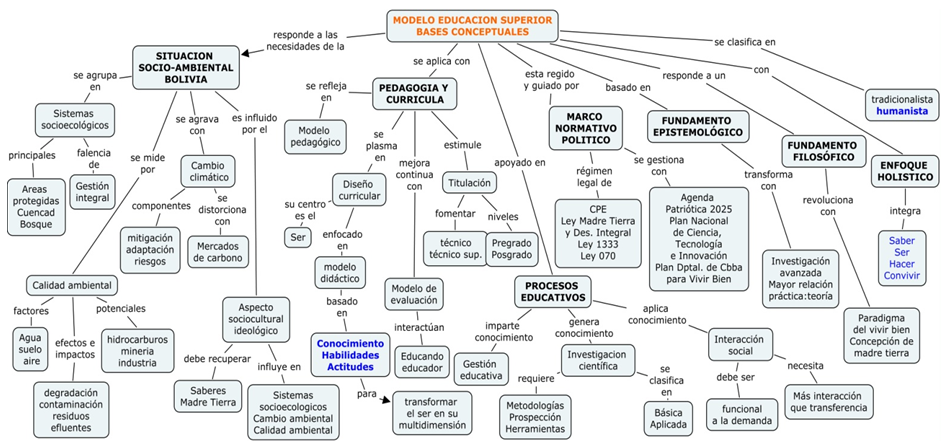 MODELO EDUCACION SUPERIOR
BASES CONCEPTUALES
responde a las
necesidades de la
SITUACION
SOCIO-AMBIENTAL
BOLIVIA
se agrupa
en
Sistemas
socioecológicos
principales
Areas
protegidas
Cuencad
Bosque
falencia
de
Gestión
integral
se mide
por
Calidad ambiental
factores
Agua
suelo
aire
efectos e
impactos
degradación
contaminación
residuos
efluentes
potenciales
hidrocarburos
mineria
industria
se agrava
con
Cambio
climático
componentes
mitigación
adaptación
riesgos
se
distorciona
con
Mercados
de carbono
es influido
por el
Aspecto
sociocultural
ideológico
debe recuperar
Saberes
Madre Tierra
influye en
Sistemas
socioecologicos
Cambio ambiental
Calidad ambiental
se aplica con
PEDAGOGIA Y
CURRICULA
se refleja
en
Modelo
pedagógico
se
plasma
en
Diseño
curricular
su centro
es el
Ser
enfocado
en
modelo
didáctico
basado
en
Conocimiento
Habilidades
Actitudes
para
transformar
el ser en su
multidimensión
mejora
continua
con
Modelo de
evaluación
interactúan
Educando
educador
estimule
Titulación
fomentar
técnico
técnico sup.
niveles
Pregrado
Posgrado
apoyado en
PROCESOS
EDUCATIVOS
imparte
conocimiento
Gestión
educativa
genera
conocimiento
Investigacion
científica
requiere
Metodologías
Prospección
Herramientas
se
clasifica
en
Básica
Aplicada
aplica
conocimiento
Interacción
social
debe ser
funcional
a la demanda
necesita
Más interacción
que transferencia
esta regido
y guiado por
MARCO
NORMATIVO
POLITICO
régimen
legal de
CPE
Ley Madre Tierra
y Des. Integral
Ley 1333
Ley 070
se gestiona
con
Agenda
Patriótica 2025
Plan Nacional
de Ciencia,
Tecnología
e Innovación
Plan Dptal. de Cbba
para Vivir Bien
basado en
FUNDAMENTO
EPISTEMOLÓGICO
transforma
con
Investigación
avanzada
Mayor relación
práctica:teoría
responde a un
FUNDAMENTO
FILOSÓFICO
revoluciona
con
Paradigma
del vivir bien
Concepción de
madre tierra
con
ENFOQUE
HOLISTICO
integra
Saber
Ser
Hacer
Convivir
se clasifica en
tradicionalista
humanista